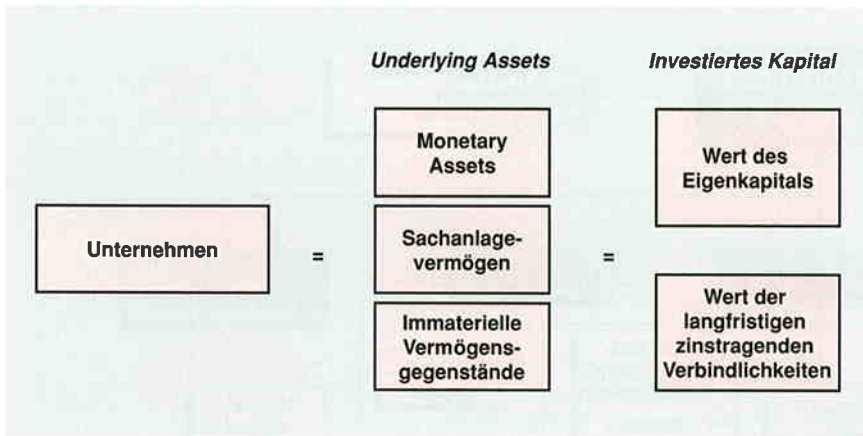 Underlying Assets
Investiertes Kapital
Monetary
Assets
Wert des
Eigenkapitals
Unternehmen
=
Sachanlage-
vermögen
=
Immaterielle
Vermögens-
gegenstände
Wert der
langfristigen
zinstragenden
Verbindlichkeiten